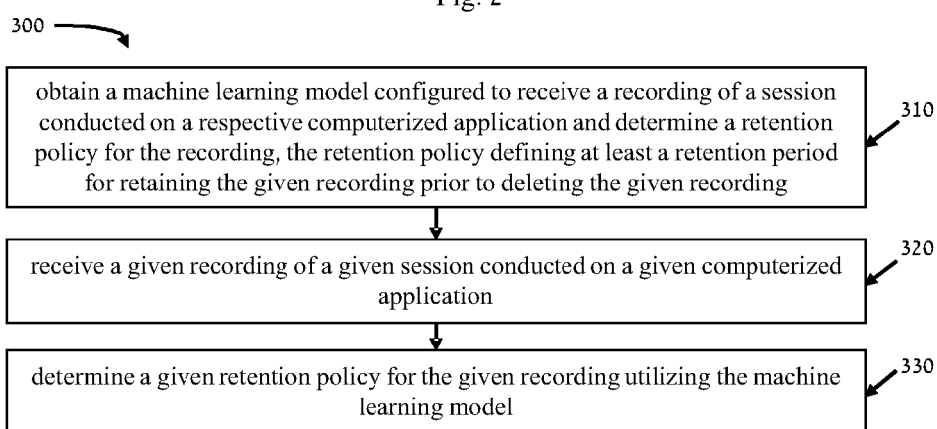 Fig. 2
300
obtain a machine learning model configured to receive a recording of a session
conducted on a respective computerized application and determine a retention
policy for the recording, the retention policy defining at least a retention period
for retaining the given recording prior to deleting the given recording
310
receive a given recording of a given session conducted on a given computerized
application
320
determine a given retention policy for the given recording utilizing the machine
learning model
330